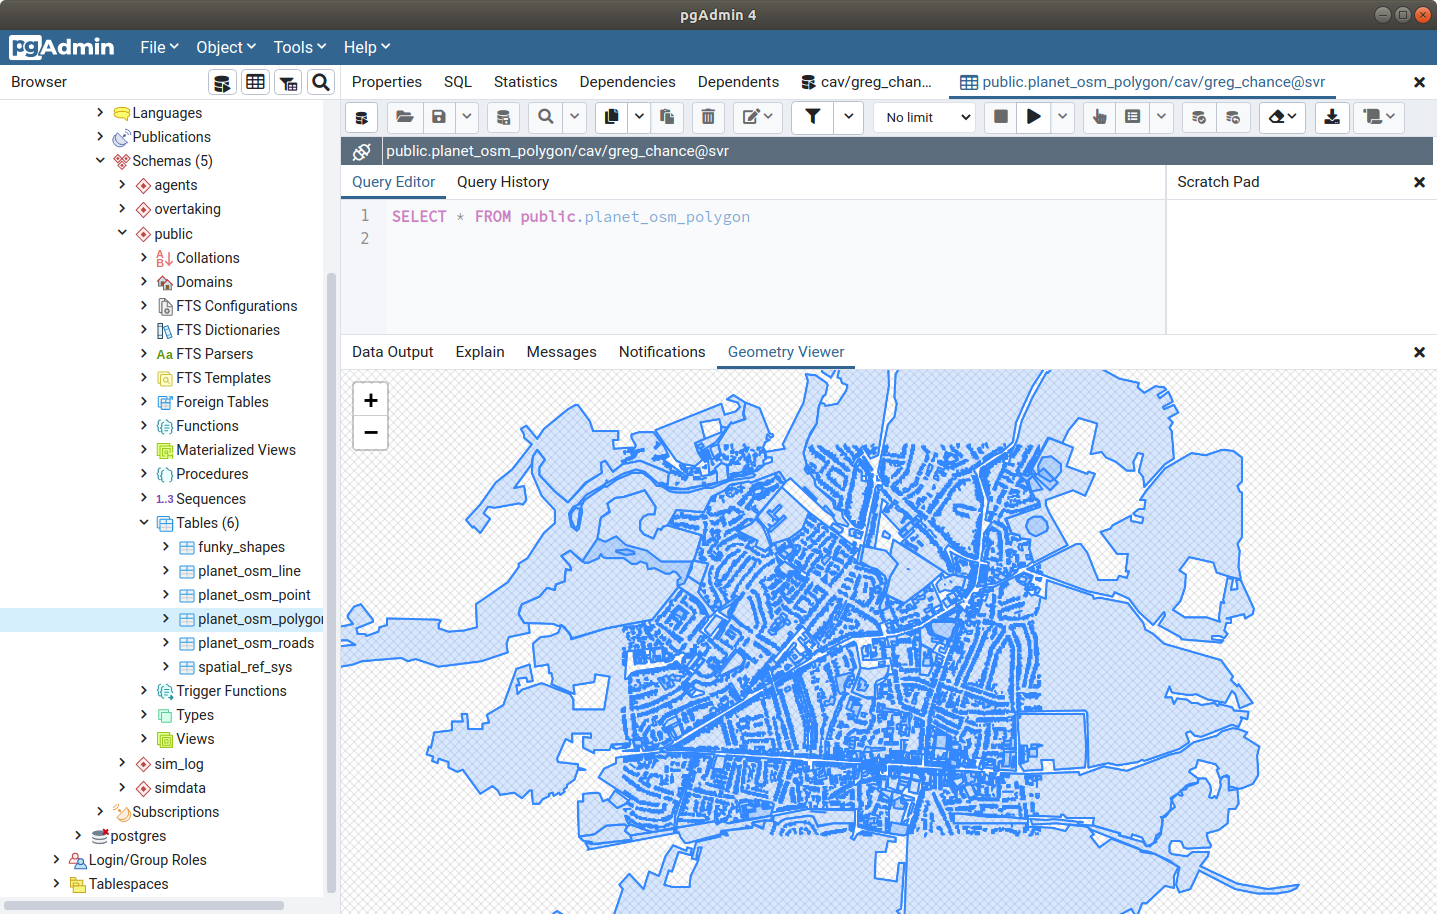 pgAdmin 4
pgAdmin File Object Tools Help
Browser
Properties SQL Statistics Dependencies Dependents cav/greg_chan... public.planet_osm_polygon/cav/greg_chance@svr
No limit
public.planet_osm_polygon/cav/greg_chance@svr
Query Editor Query History
Scratch Pad
1 SELECT * FROM public.planet_osm_polygon
2
Data Output Explain Messages Notifications Geometry Viewer
+
−
Languages
Publications
Schemas (5)
agents
overtaking
public
Collations
Domains
FTS Configurations
FTS Dictionaries
Aa FTS Parsers
FTS Templates
Foreign Tables
Functions
Materialized Views
Procedures
1.3 Sequences
Tables (6)
funky_shapes
planet_osm_line
planet_osm_point
planet_osm_polygon
planet_osm_roads
spatial_ref_sys
Trigger Functions
Types
Views
sim_log
simdata
Subscriptions
postgres
Login/Group Roles
Tablespaces